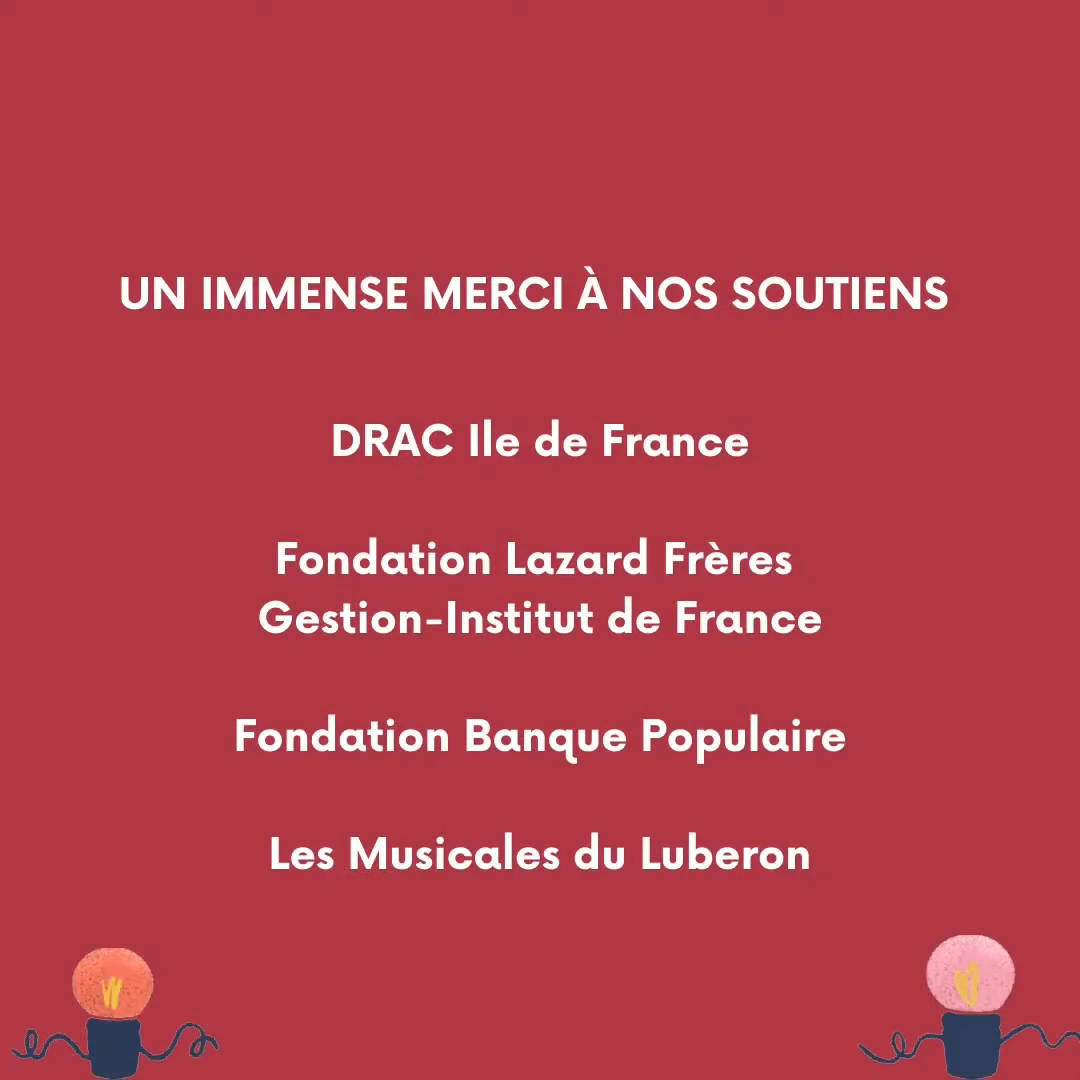 UN IMMENSE MERCI À NOS SOUTIENS
DRAC Ile de France
Fondation Lazard Frères
Gestion-Institut de France
Fondation Banque Populaire
Les Musicales du Luberon